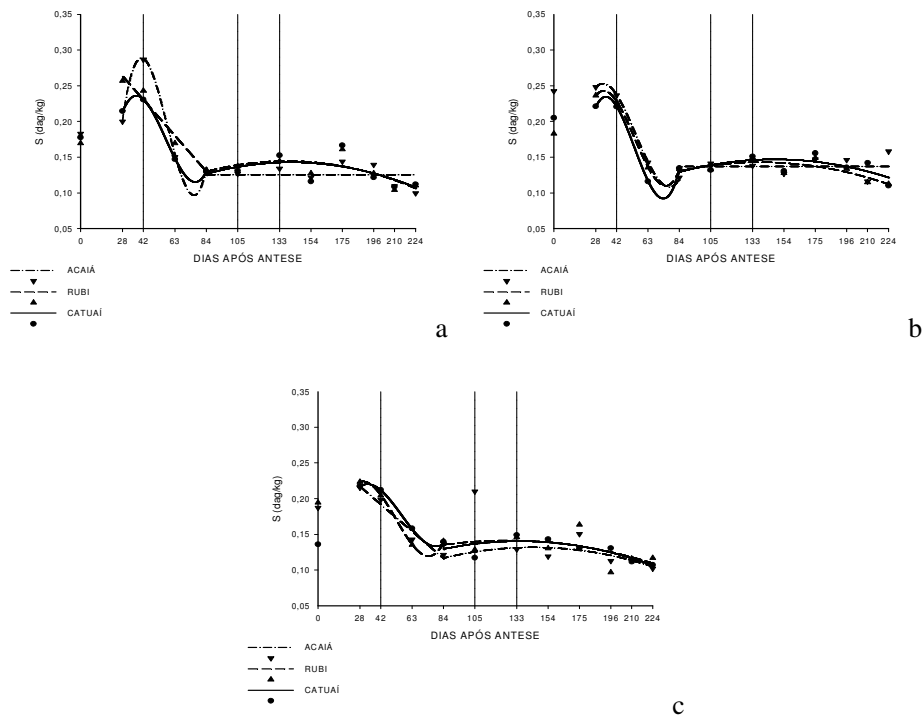 0,35
0,30
0,25
0,20
0,15
0,10
0,05
S (dag/kg)
0 28 42 63 84 105 133 154 175 196 210 224
DIAS APÓS ANTESE
ACAIÁ
RUBI
CATUAÍ
a
0,35
0,30
0,25
0,20
0,15
0,10
0,05
S (dag/kg)
0 28 42 63 84 105 133 154 175 196 210 224
DIAS APÓS ANTESE
ACAIÁ
RUBI
CATUAÍ
b
0,35
0,30
0,25
0,20
0,15
0,10
0,05
S (dag/kg)
0 28 42 63 84 105 133 154 175 196 210 224
DIAS APÓS ANTESE
ACAIÁ
RUBI
CATUAÍ
c